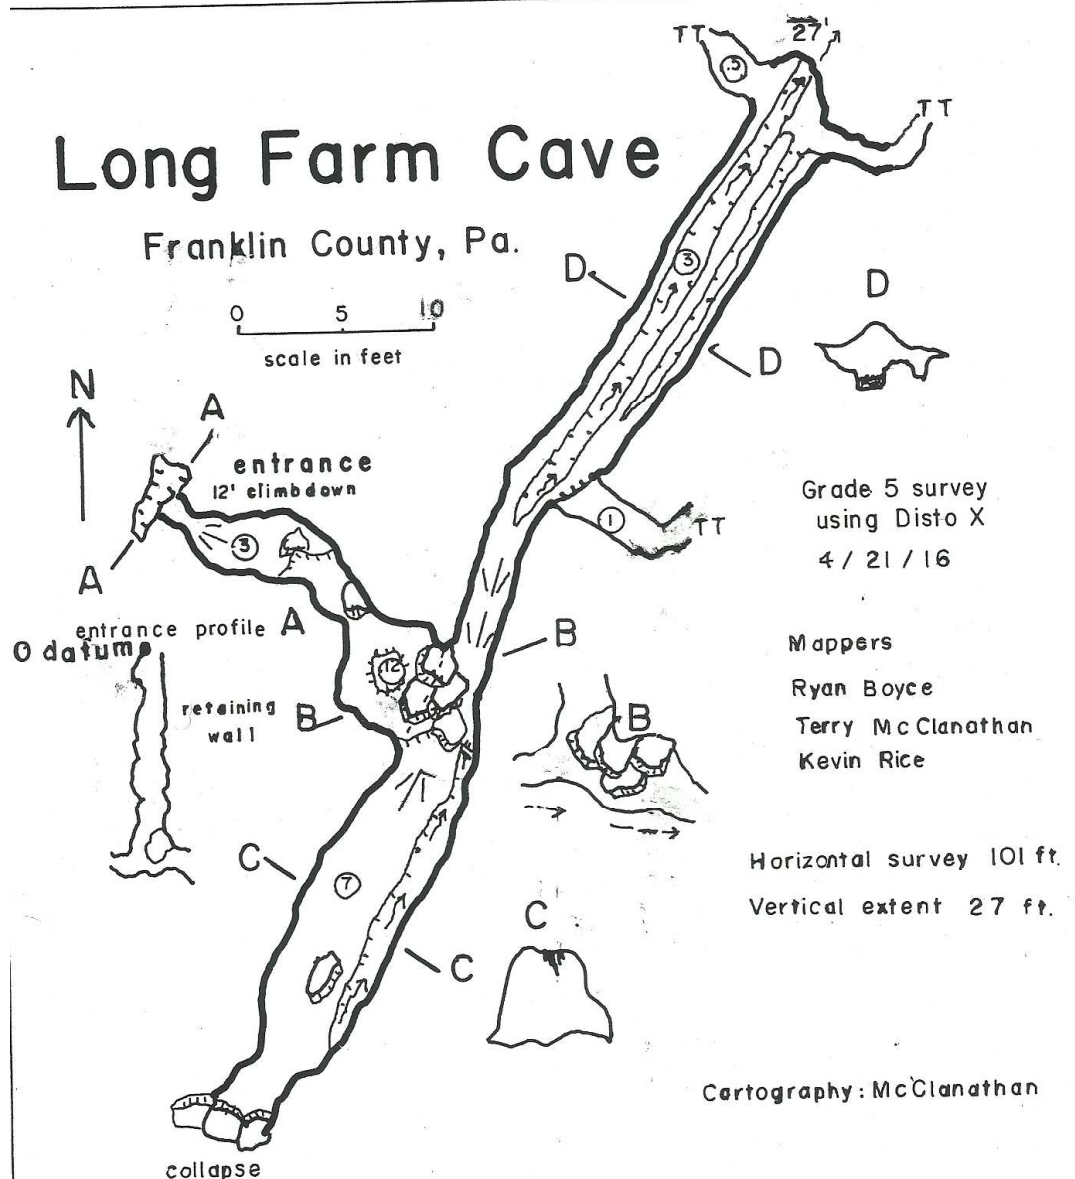 TT
27'
.5
TT
Long Farm Cave
Franklin County, Pa.
0 5 10
scale in feet
D
3
D
D
N
A
entrance
12' climbdown
3
A
Grade 5 survey
using Disto X
4/21/16
1
TT
entrance profile A
0 datum
retaining
wall
B
12
B
B
Mappers
Ryan Boyce
Terry McClanathan
Kevin Rice
C
7
C
C
Horizontal survey 101 ft.
Vertical extent 27 ft.
Cartography: McClanathan
collapse